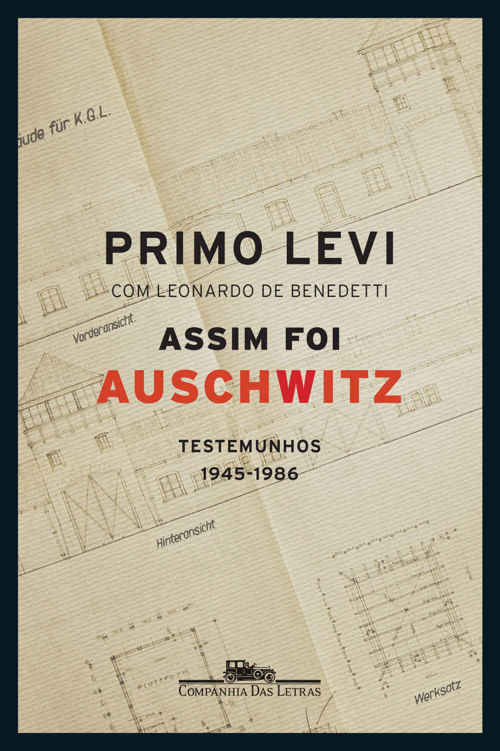 äude für K.G.L.
PRIMO LEVI
COM LEONARDO DE BENEDETTI
Vorderansicht
ASSIM FOI
AUSCHWITZ
TESTEMUNHOS
1945-1986
Hinteransicht
COMPANHIA DAS LETRAS
Werksatz